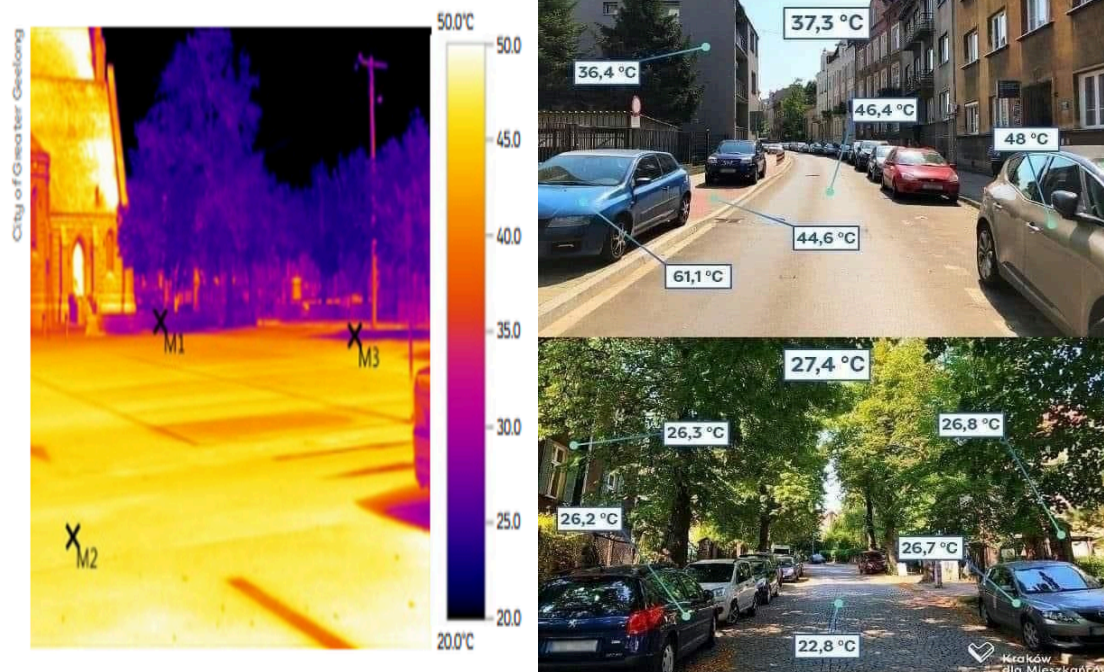 City of Greater Geelong
50.0°C
50.0
45.0
40.0
35.0
30.0
25.0
20.0
20.0°C
M1
M3
M2
37,3 °C
36,4 °C
46,4 °C
48 °C
44,6 °C
61,1 °C
27,4 °C
26,3 °C
26,8 °C
26,2 °C
26,7 °C
22,8 °C
Kraków
dla Mieszkańców